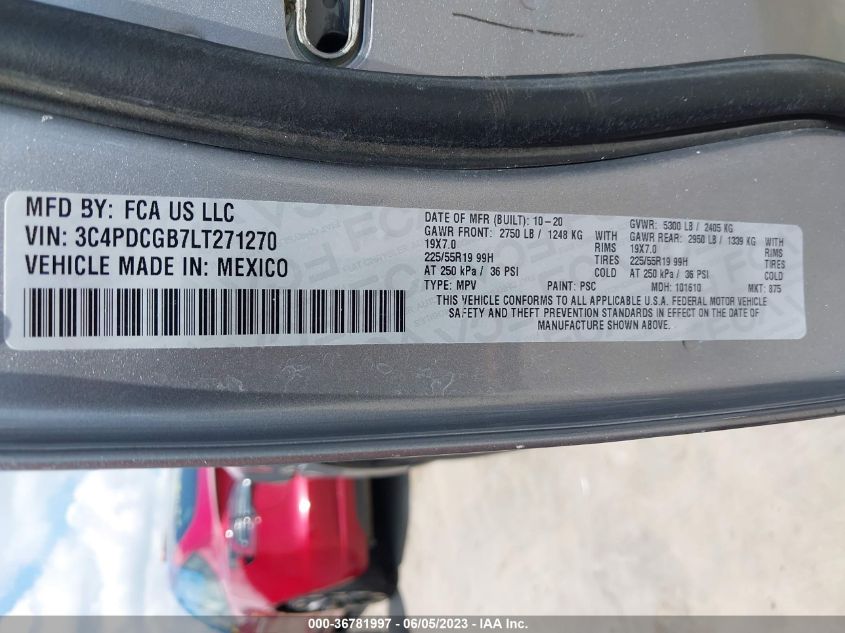 MFD BY: FCA US LLC
VIN: 3C4PDCGB7LT271270
VEHICLE MADE IN: MEXICO
DATE OF MFR (BUILT): 10-20 GVWR: 5300 LB / 2405 KG
GAWR FRONT: 2750 LB / 1248 KG WITH GAWR REAR: 2950 LB / 1339 KG WITH
19X7.0 RIMS 19X7.0 RIMS
225/55R19 99H TIRES 225/55R19 99H TIRES
AT 250 kPa / 36 PSI COLD AT 250 kPa / 36 PSI COLD
TYPE: MPV PAINT: PSC MDH: 101610 MKT: 875
THIS VEHICLE CONFORMS TO ALL APPLICABLE U.S.A. FEDERAL MOTOR VEHICLE
SAFETY AND THEFT PREVENTION STANDARDS IN EFFECT ON THE DATE OF
MANUFACTURE SHOWN ABOVE.
000-36781997 - 06/05/2023 - IAA Inc.